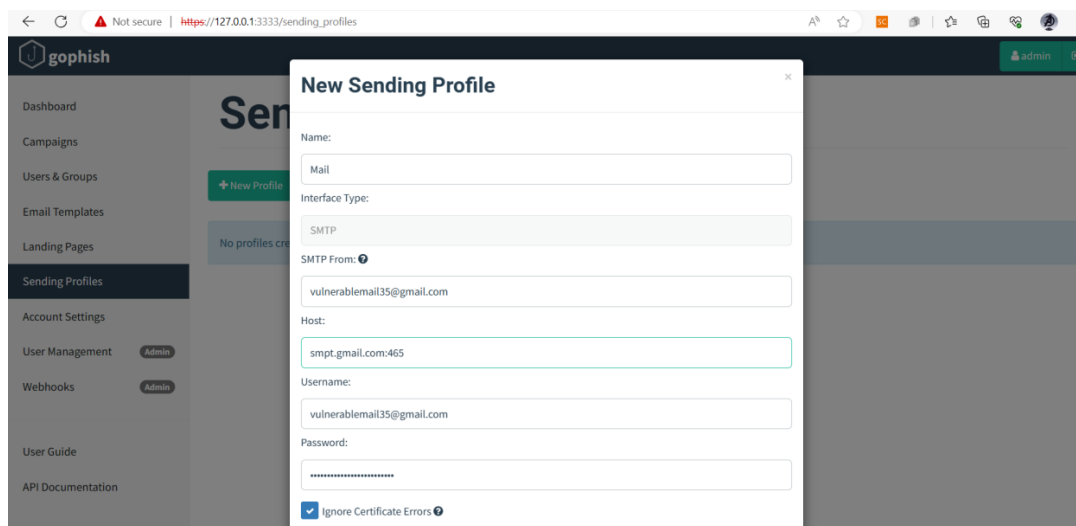 Not secure | https://127.0.0.1:3333/sending_profiles
SC
gophish
admin
Dashboard
Campaigns
Users & Groups
Email Templates
Landing Pages
Sending Profiles
Account Settings
User Management Admin
Webhooks Admin
User Guide
API Documentation
Sen
+ New Profile
No profiles cre
New Sending Profile
×
Name:
Mail
Interface Type:
SMTP
SMTP From:
vulnerablemail35@gmail.com
Host:
smpt.gmail.com:465
Username:
vulnerablemail35@gmail.com
Password:
Ignore Certificate Errors